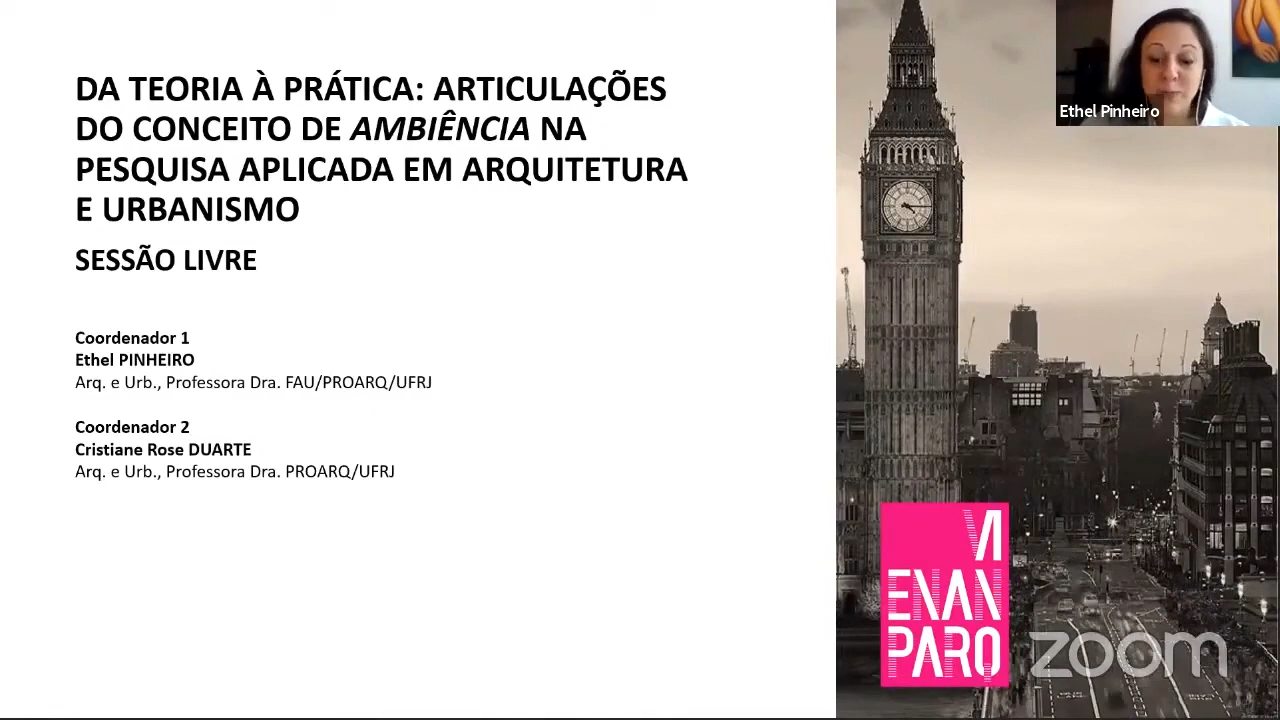 DA TEORIA À PRÁTICA: ARTICULAÇÕES
DO CONCEITO DE AMBIÊNCIA NA
PESQUISA APLICADA EM ARQUITETURA
E URBANISMO
SESSÃO LIVRE
Coordenador 1
Ethel PINHEIRO
Arq. e Urb., Professora Dra. FAU/PROARQ/UFRJ
Coordenador 2
Cristiane Rose DUARTE
Arq. e Urb., Professora Dra. PROARQ/UFRJ
Ethel Pinheiro
VI
ENAN
PARQ
zoom